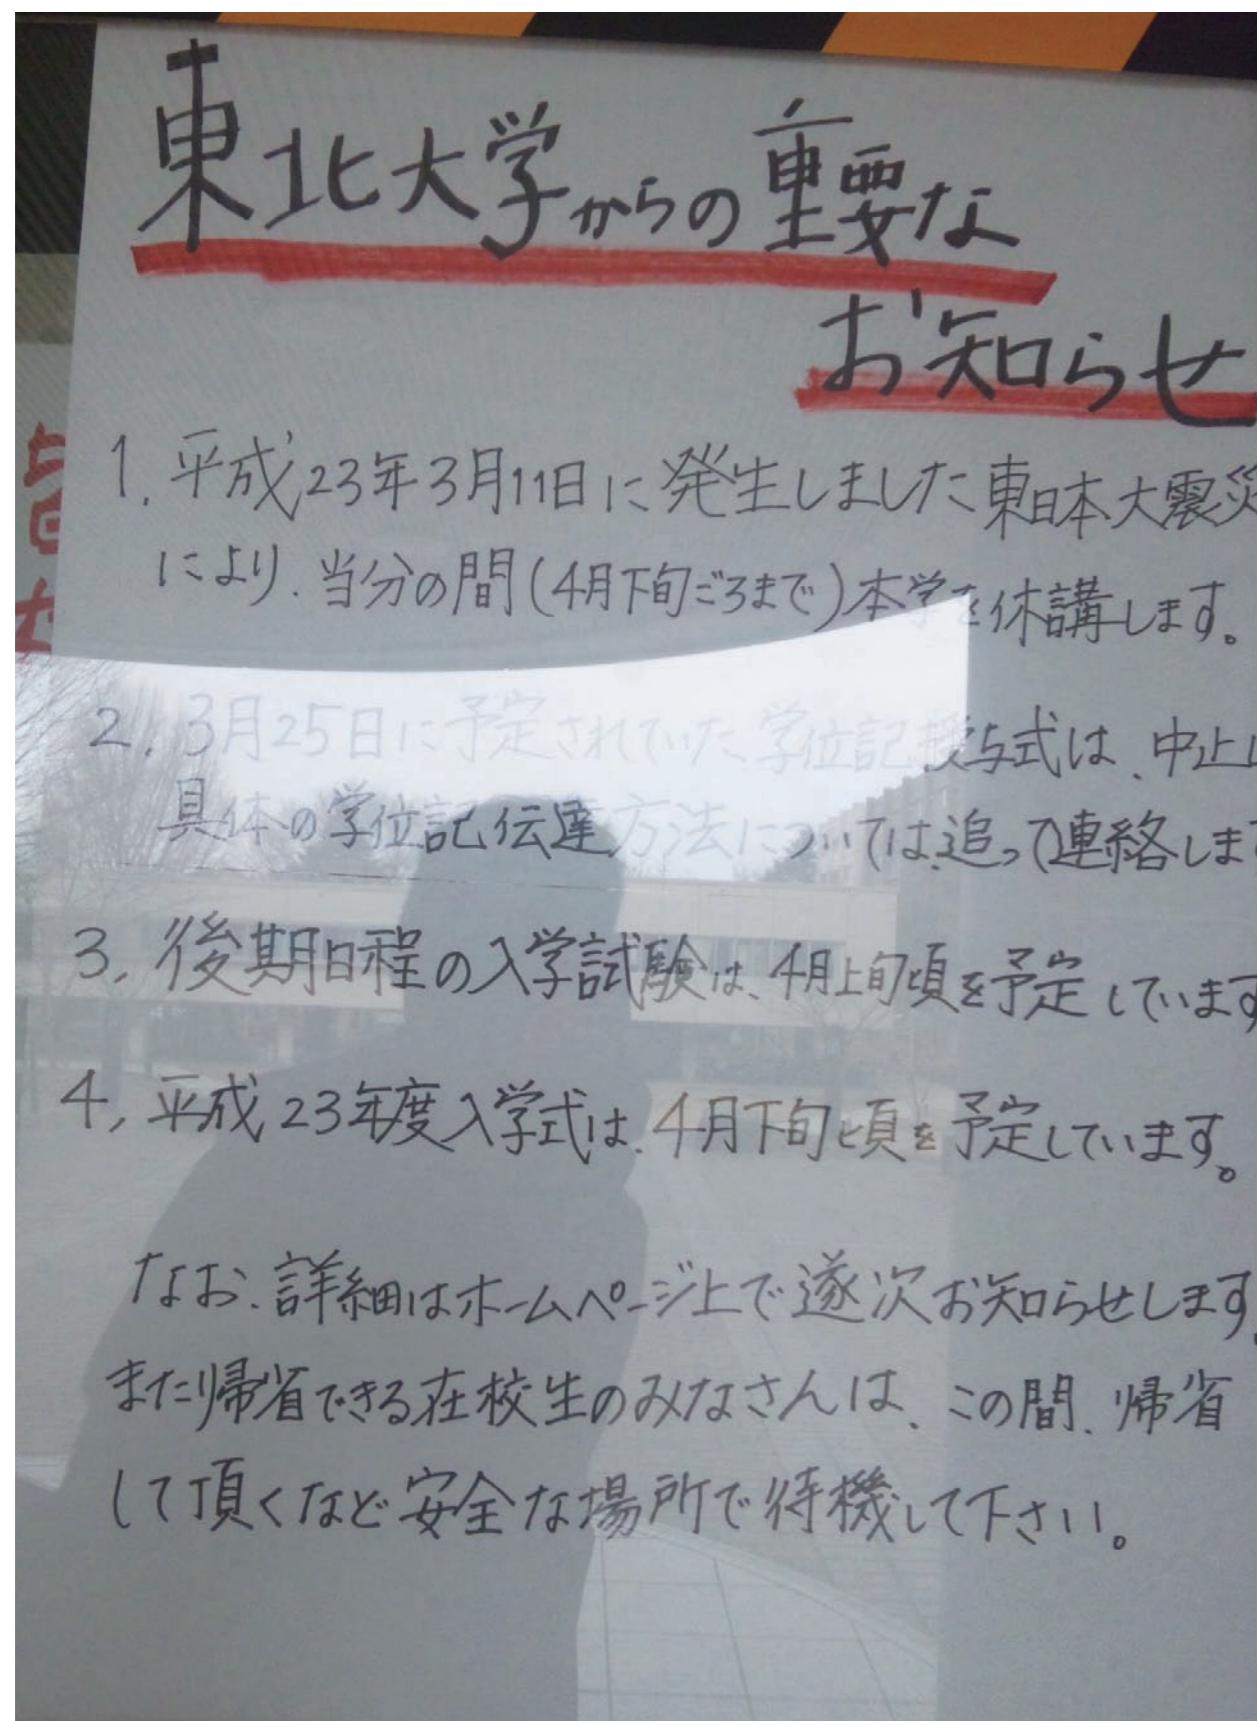 東北大学からの重要な
お知らせ
1. 平成23年3月11日に発生しました東日本大震災
により、当分の間(4月下旬ごろまで)本学を休講します。
2. 3月25日に予定されていた学位記授与式は、中止し
具体の学位記伝達方法については、追って連絡しま
3. 後期日程の入学試験は、4月上旬頃を予定しています
4, 平成23年度入学式は、4月下旬頃を予定しています。
なお、詳細はホームページ上で逐次お知らせします。
また帰省できる在校生のみなさんは、この間、帰省
して頂くなど安全な場所で待機して下さい。